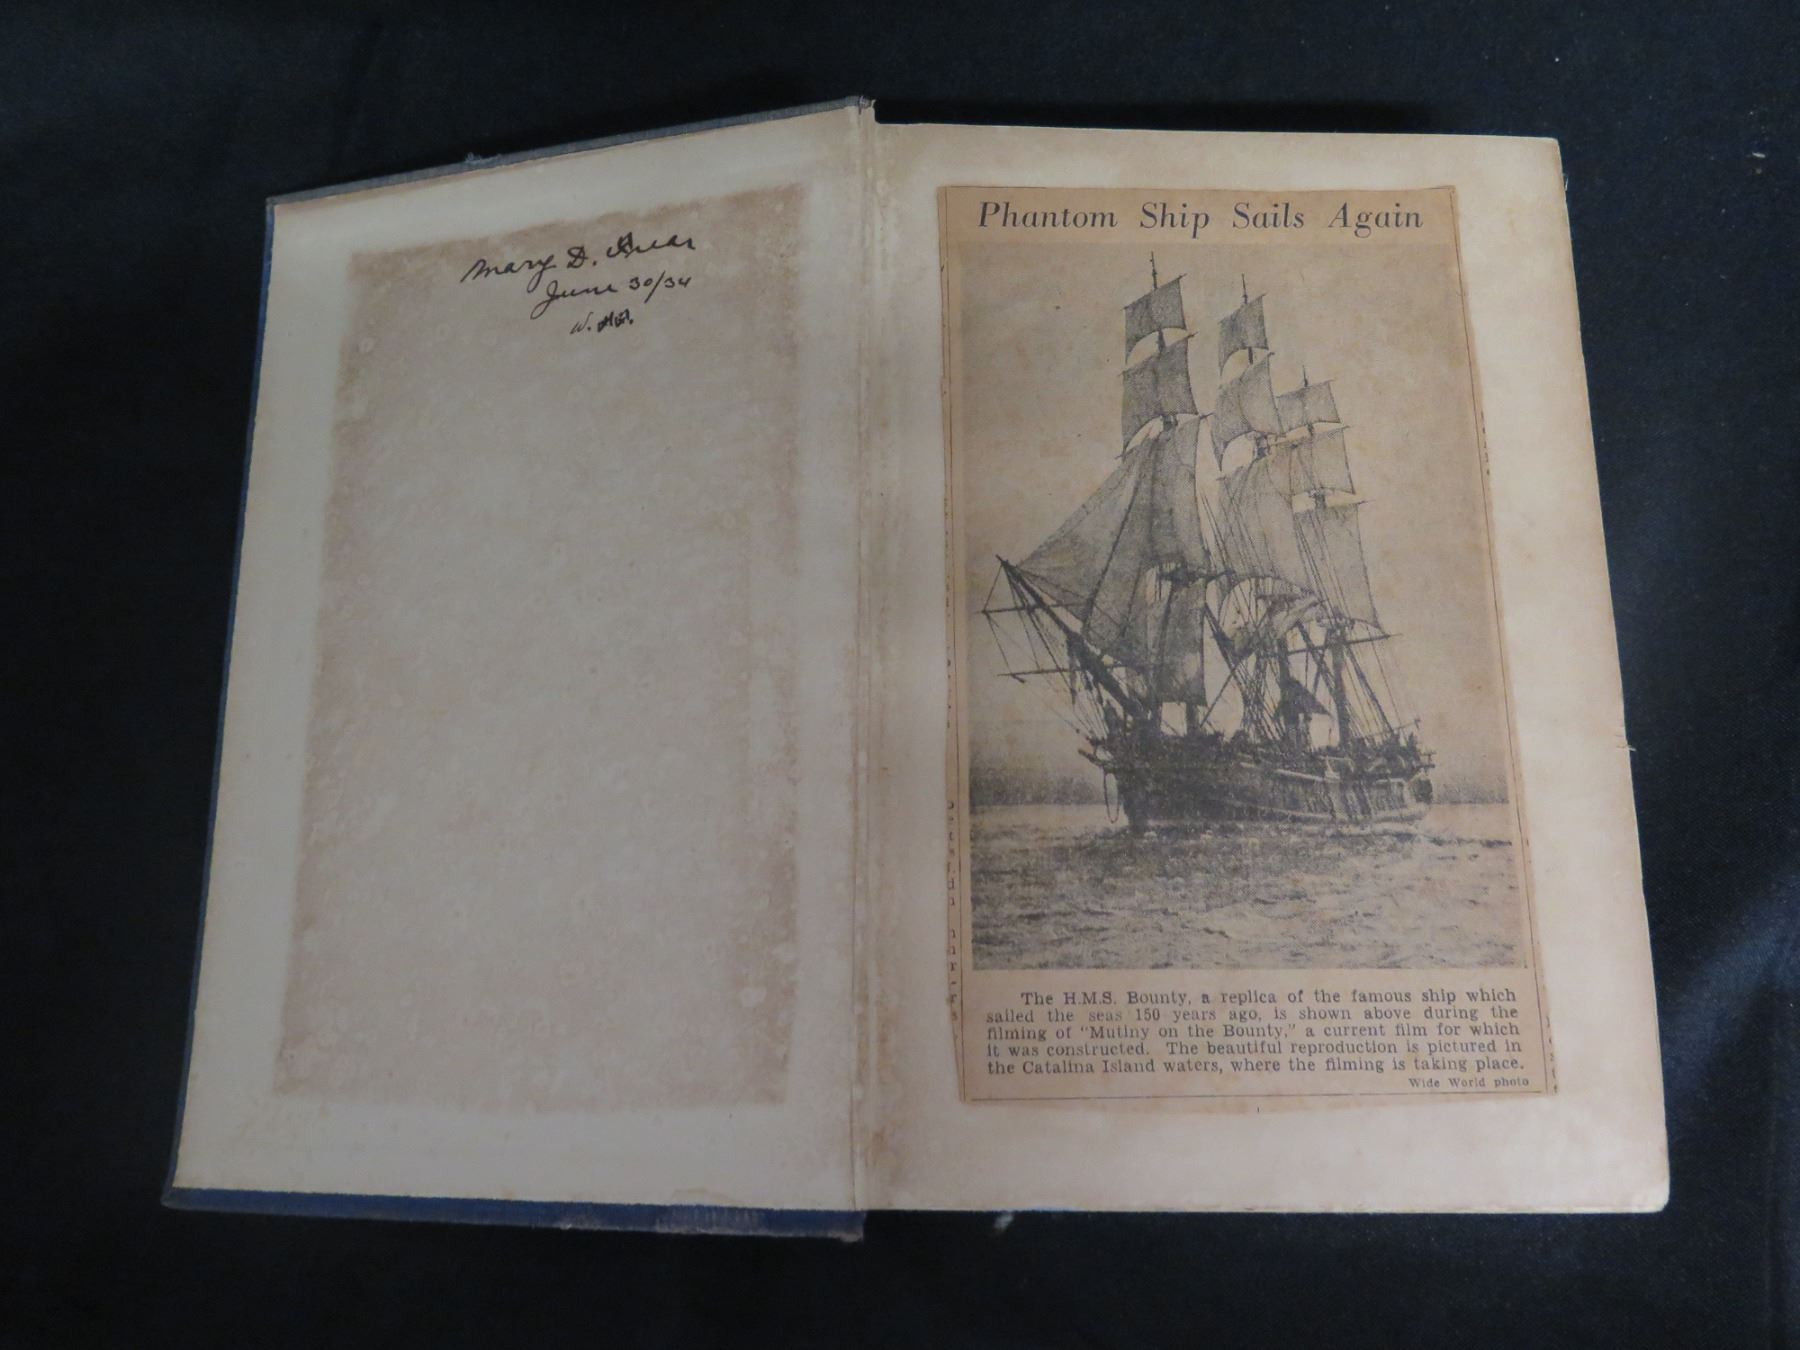 Mary D.
June 30/34
W.
Phantom Ship Sails Again
The H.M.S. Bounty, a replica of the famous ship which
sailed the seas 150 years ago, is shown above during the
filming of "Mutiny on the Bounty," a current film for which
it was constructed. The beautiful reproduction is pictured in
the Catalina Island waters, where the filming is taking place.
Wide World photo